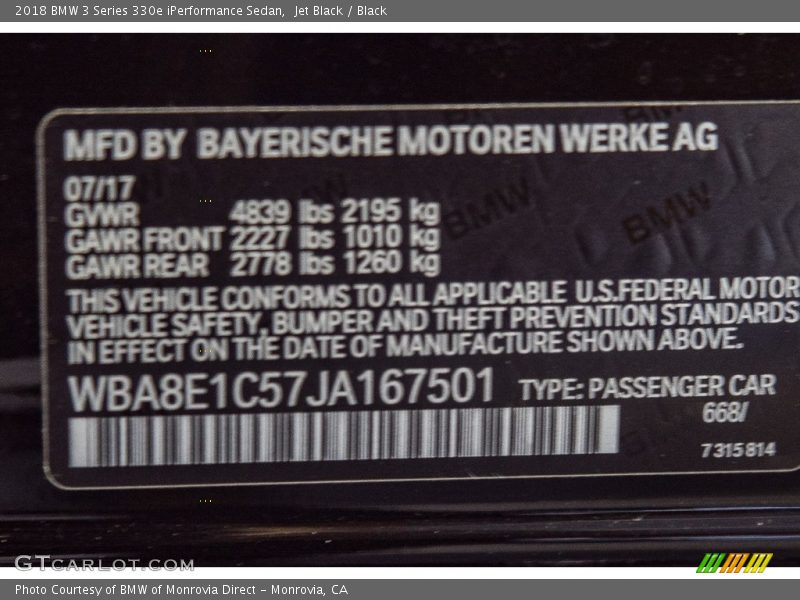 2018 BMW 3 Series 330e iPerformance Sedan,  Jet Black / Black
MFD BY BAYERISCHE MOTOREN WERKE AG
07/17
GVWR 4839 lbs 2195 kg
GAWR FRONT 2227 lbs 1010 kg
GAWR REAR 2778 lbs 1260 kg
BMW
BMW
THIS VEHICLE CONFORMS TO ALL APPLICABLE U.S.FEDERAL MOTOR
VEHICLE SAFETY, BUMPER AND THEFT PREVENTION STANDARDS
IN EFFECT ON THE DATE OF MANUFACTURE SHOWN ABOVE.
WBA8E1C57JA167501 TYPE: PASSENGER CAR
668/
7315814
GTCARLOT.COM
Photo Courtesy of BMW of Monrovia Direct – Monrovia, CA